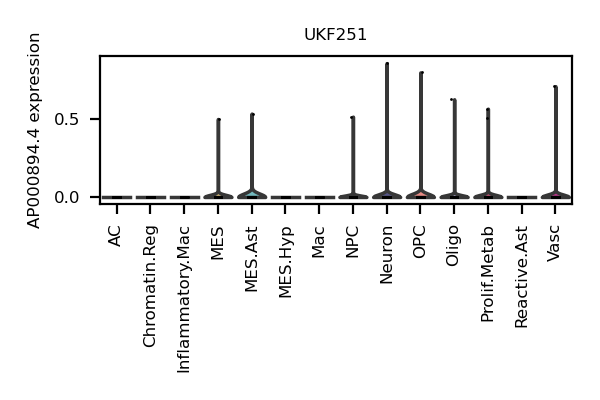 UKF251
AP000894.4 expression
0.5
0.0
AC
Chromatin.Reg
Inflammatory.Mac
MES
MES.Ast
MES.Hyp
Mac
NPC
Neuron
OPC
Oligo
Prolif.Metab
Reactive.Ast
Vasc